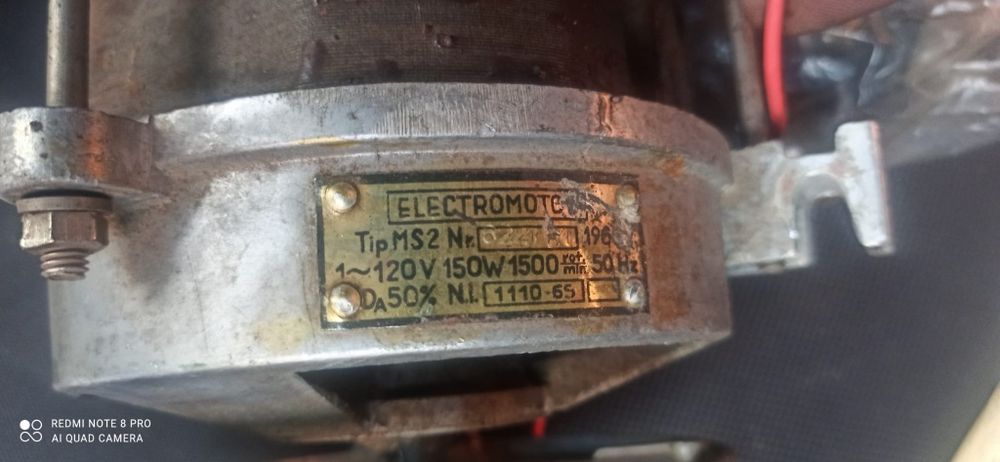 ELECTROMOTO
Tip MS2 Nr. 196
1~120V 150W 1500 rot/min 50Hz
DA 50% N.I. 1110-65
REDMI NOTE 8 PRO
AI QUAD CAMERA